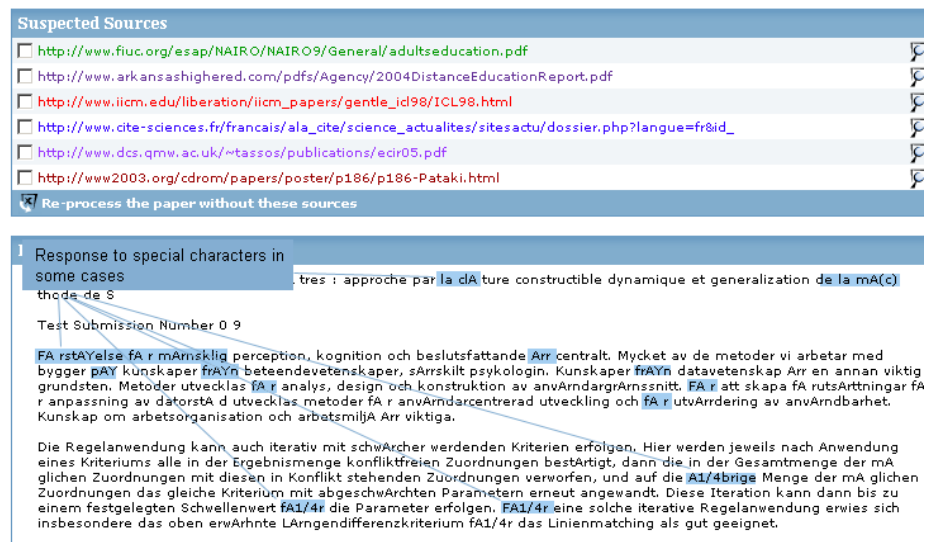 Suspected Sources
http://www.fiuc.org/esap/NAIRO/NAIRO9/General/adultseducation.pdf
http://www.arkansashighered.com/pdfs/Agency/2004DistanceEducationReport.pdf
http://www.iicm.edu/liberation/iicm_papers/gentle_icl98/ICL98.html
http://www.cite-sciences.fr/francais/ala_cite/science_actualites/sitesactu/dossier.php?langue=fr&id_
http://www.dcs.qmw.ac.uk/~tassos/publications/ecir05.pdf
http://www2003.org/cdrom/papers/poster/p186/p186-Pataki.html
Re-process the paper without these sources
Response to special characters in
some cases
tres : approche par la clA ture constructible dynamique et generalization de la mA(c)
thode de S
Test Submission Number 0 9
FA rstAYelse fA r mArnsklig perception, kognition och beslutsfattande Arr centralt. Mycket av de metoder vi arbetar med
bygger pAY kunskaper frAYn beteendevetenskaper, sArrskilt psykologin. Kunskaper frAYn datavetenskap Arr en annan viktig
grundsten. Metoder utvecklas fA r analys, design och konstruktion av anvArndargrArnssnitt. FA r att skapa fA rutsArttningar fA
r anpassning av datorstA d utvecklas metoder fA r anvArndarcentrerad utveckling och fA r utvArrdering av anvArndbarhet.
Kunskap om arbetsorganisation och arbetsmiljA Arr viktiga.
Die Regelanwendung kann auch iterativ mit schwArcher werdenden Kriterien erfolgen. Hier werden jeweils nach Anwendung
eines Kriteriums alle in der Ergebnismenge konfliktfreien Zuordnungen bestArtigt, dann die in der Gesamtmenge der mA
glichen Zuordnungen mit diesen in Konflikt stehenden Zuordnungen verworfen, und auf die A1/4brige Menge der mA glichen
Zuordnungen das gleiche Kriterium mit abgeschwArchten Parametern erneut angewandt. Diese Iteration kann dann bis zu
einem festgelegten Schwellenwert fA1/4r die Parameter erfolgen. FA1/4r eine solche iterative Regelanwendung erwies sich
insbesondere das oben erwArhnte LArngendifferenzkriterium fA1/4r das Linienmatching als gut geeignet.